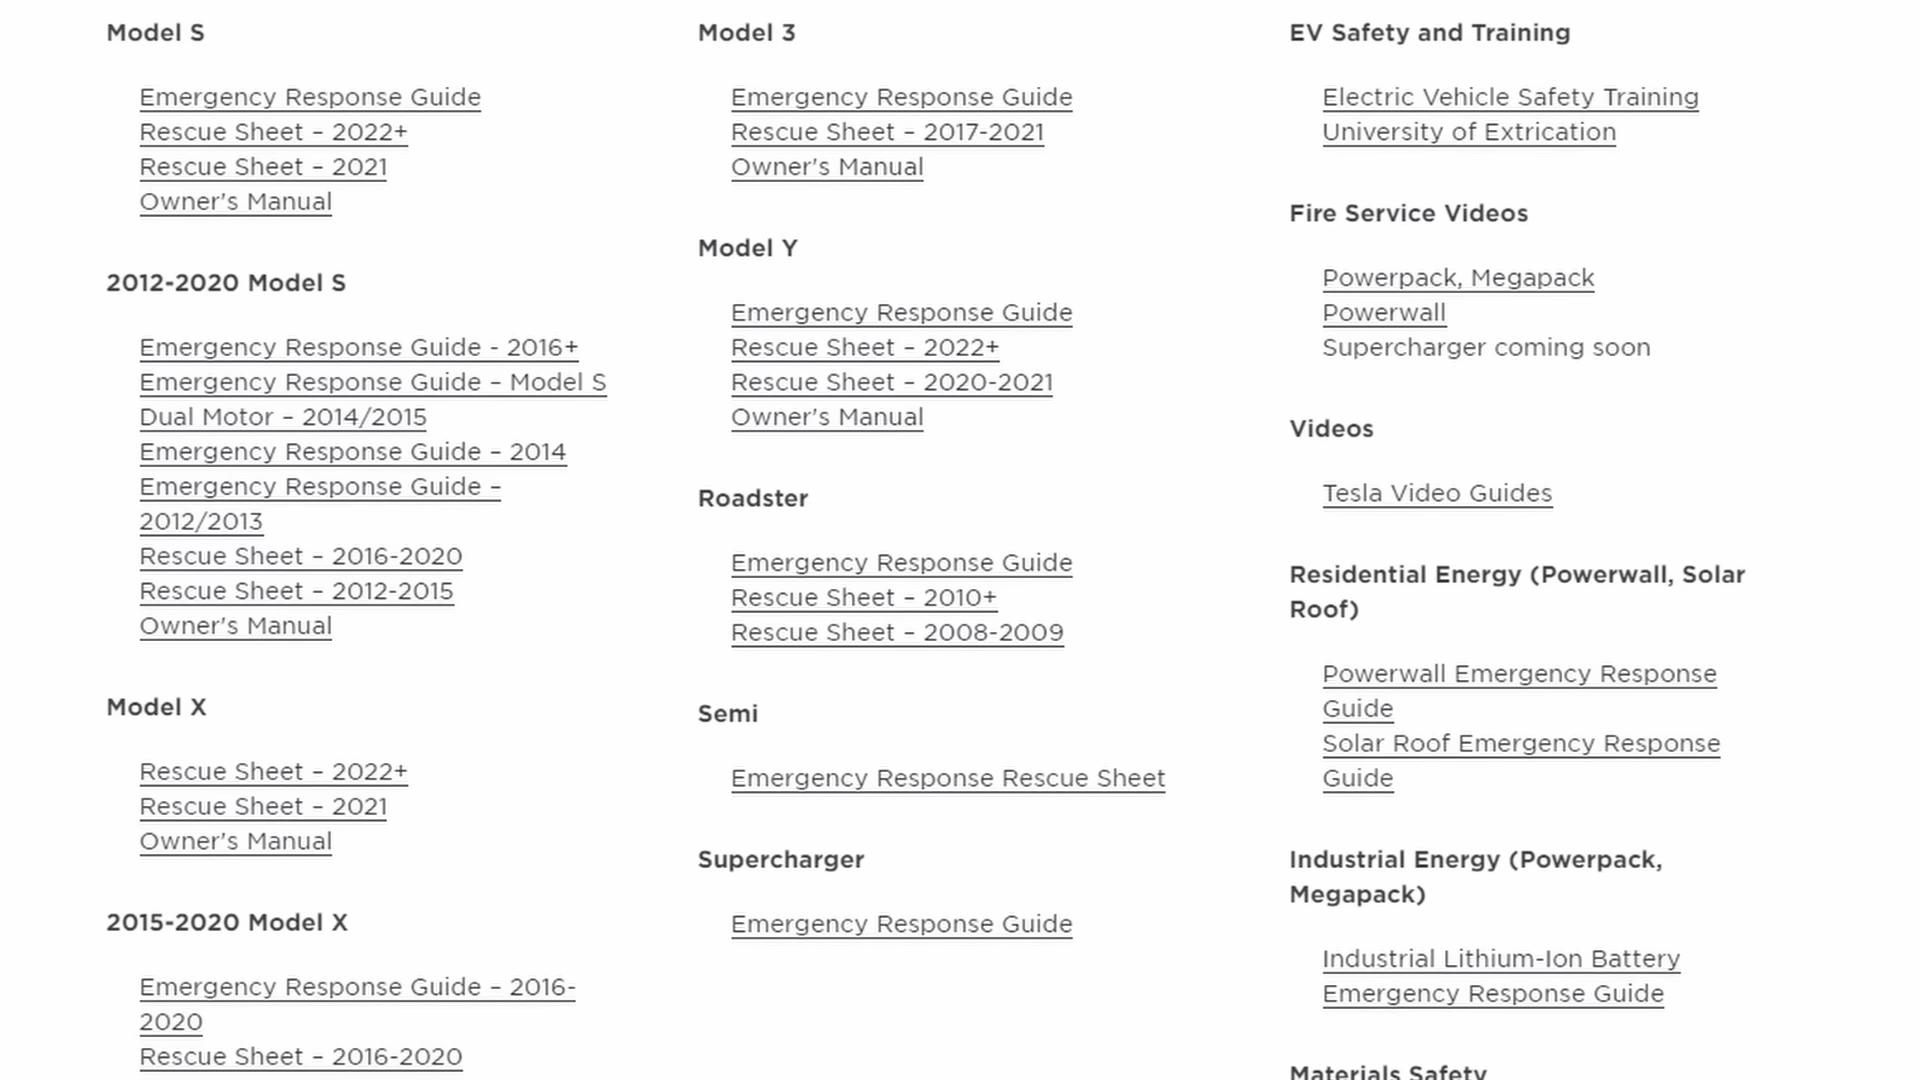 Model S
Emergency Response Guide
Rescue Sheet – 2022+
Rescue Sheet – 2021
Owner's Manual
2012-2020 Model S
Emergency Response Guide - 2016+
Emergency Response Guide – Model S
Dual Motor – 2014/2015
Emergency Response Guide – 2014
Emergency Response Guide –
2012/2013
Rescue Sheet – 2016-2020
Rescue Sheet – 2012-2015
Owner's Manual
Model X
Rescue Sheet – 2022+
Rescue Sheet – 2021
Owner's Manual
2015-2020 Model X
Emergency Response Guide – 2016-
2020
Rescue Sheet – 2016-2020
Model 3
Emergency Response Guide
Rescue Sheet – 2017-2021
Owner's Manual
Model Y
Emergency Response Guide
Rescue Sheet – 2022+
Rescue Sheet – 2020-2021
Owner's Manual
Roadster
Emergency Response Guide
Rescue Sheet – 2010+
Rescue Sheet – 2008-2009
Semi
Emergency Response Rescue Sheet
Supercharger
Emergency Response Guide
EV Safety and Training
Electric Vehicle Safety Training
University of Extrication
Fire Service Videos
Powerpack, Megapack
Powerwall
Supercharger coming soon
Videos
Tesla Video Guides
Residential Energy (Powerwall, Solar
Roof)
Powerwall Emergency Response
Guide
Solar Roof Emergency Response
Guide
Industrial Energy (Powerpack,
Megapack)
Industrial Lithium-Ion Battery
Emergency Response Guide
Materials Safety